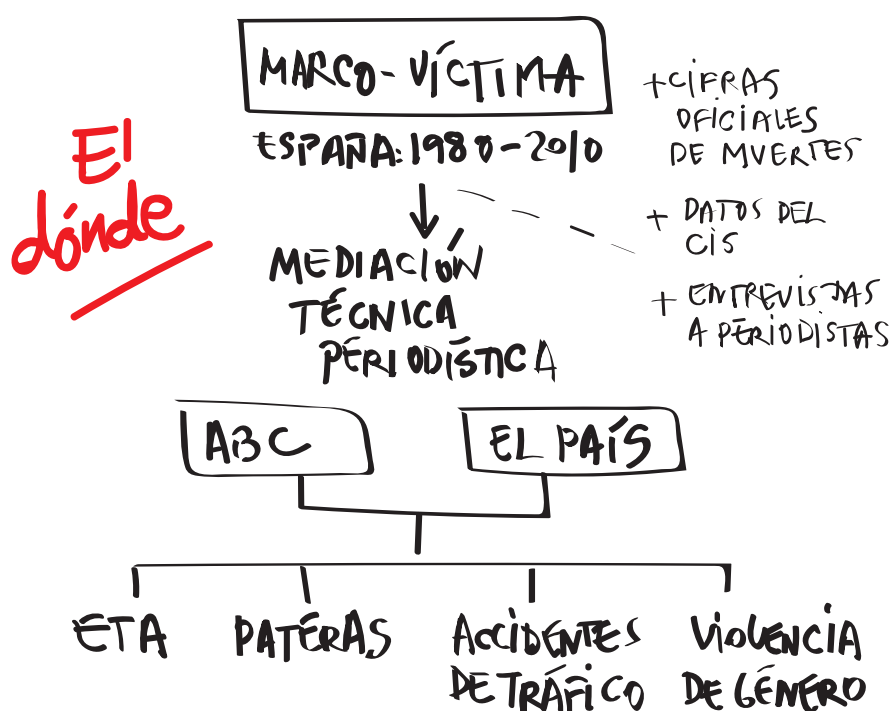 El
dónde
MARCO-VÍCTIMA
ESPAÑA: 1980-2010
+ CIFRAS
OFICIALES
DE MUERTES
+ DATOS DEL
CIS
+ ENTREVISTAS
A PERIODISTAS
MEDIACIÓN
TÉCNICA
PERIODÍSTICA
ABC
EL PAÍS
ETA
PATERAS
ACCIDENTES
DE TRÁFICO
VIOLENCIA
DE GÉNERO